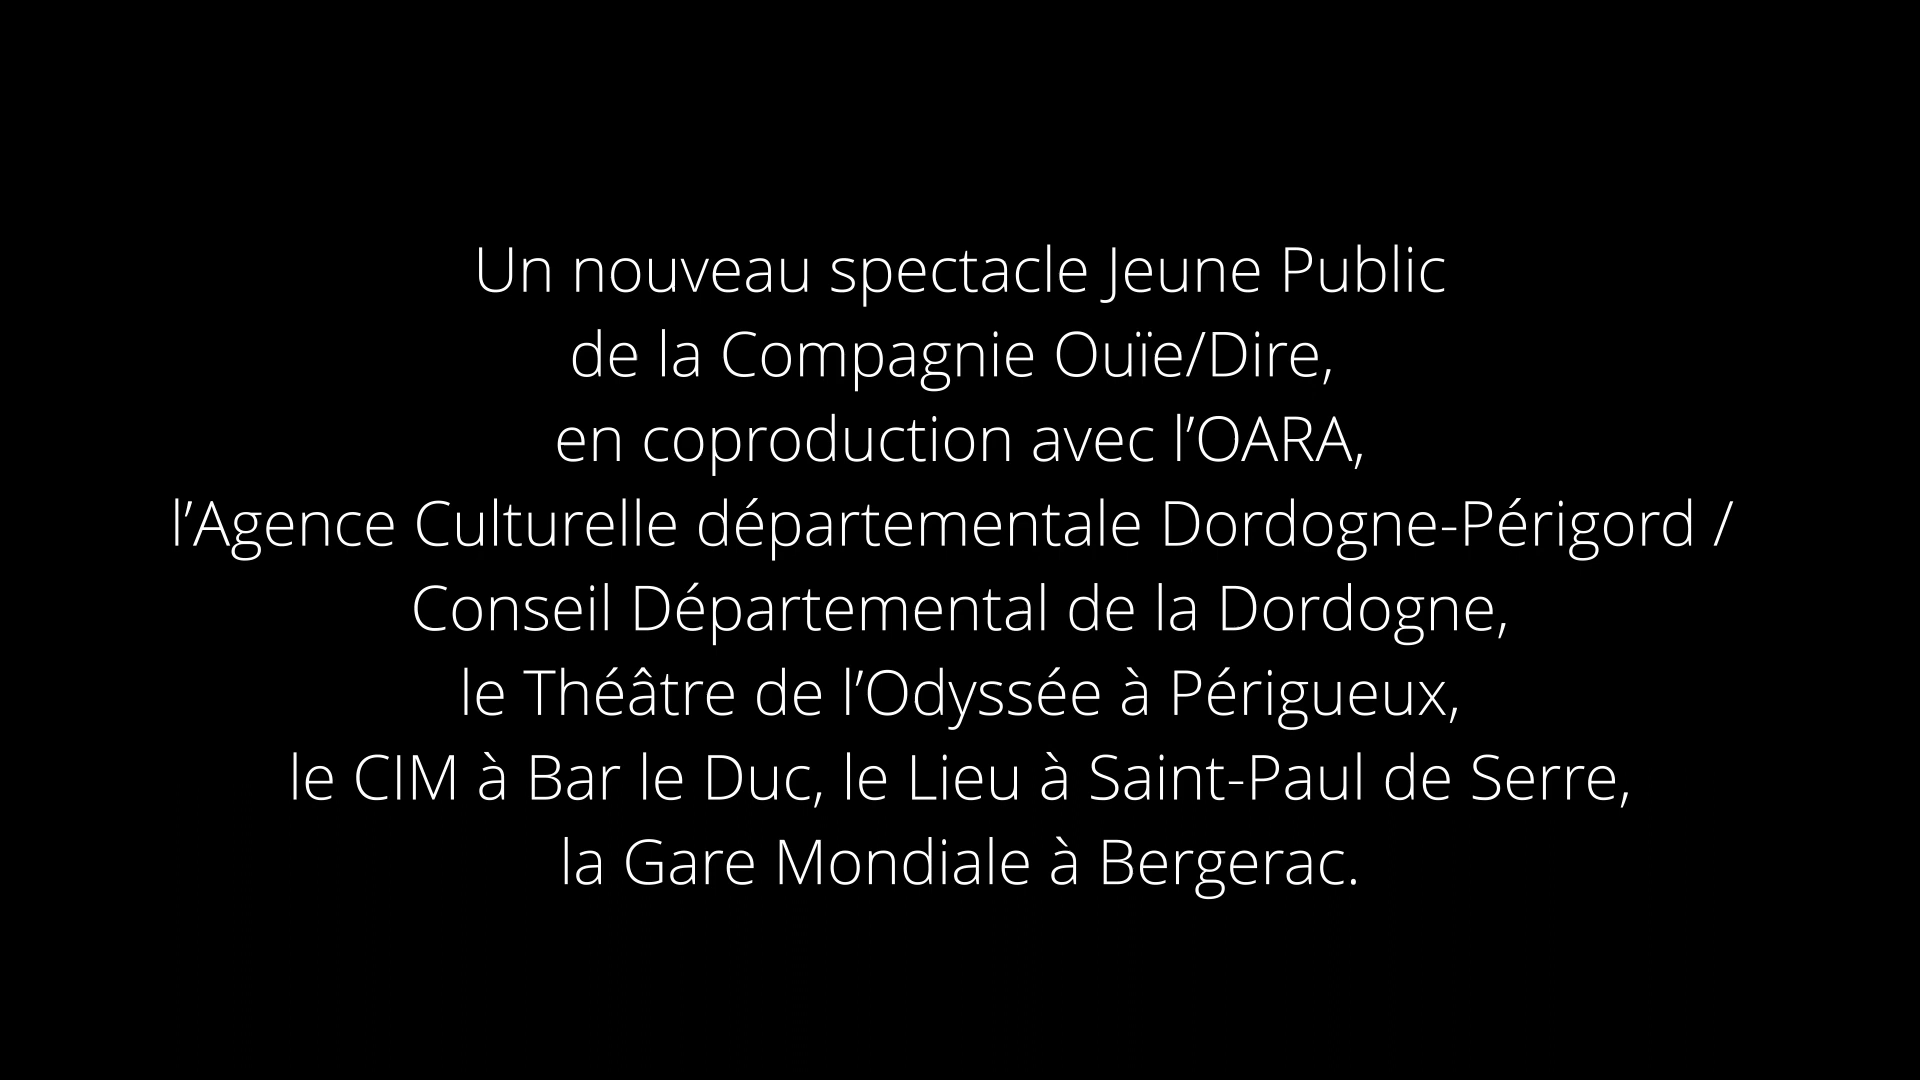 Un nouveau spectacle Jeune Public
de la Compagnie Ouïe/Dire,
en coproduction avec l’OARA,
l’Agence Culturelle départementale Dordogne-Périgord /
Conseil Départemental de la Dordogne,
le Théâtre de l’Odyssée à Périgueux,
le CIM à Bar le Duc, le Lieu à Saint-Paul de Serre,
la Gare Mondiale à Bergerac.